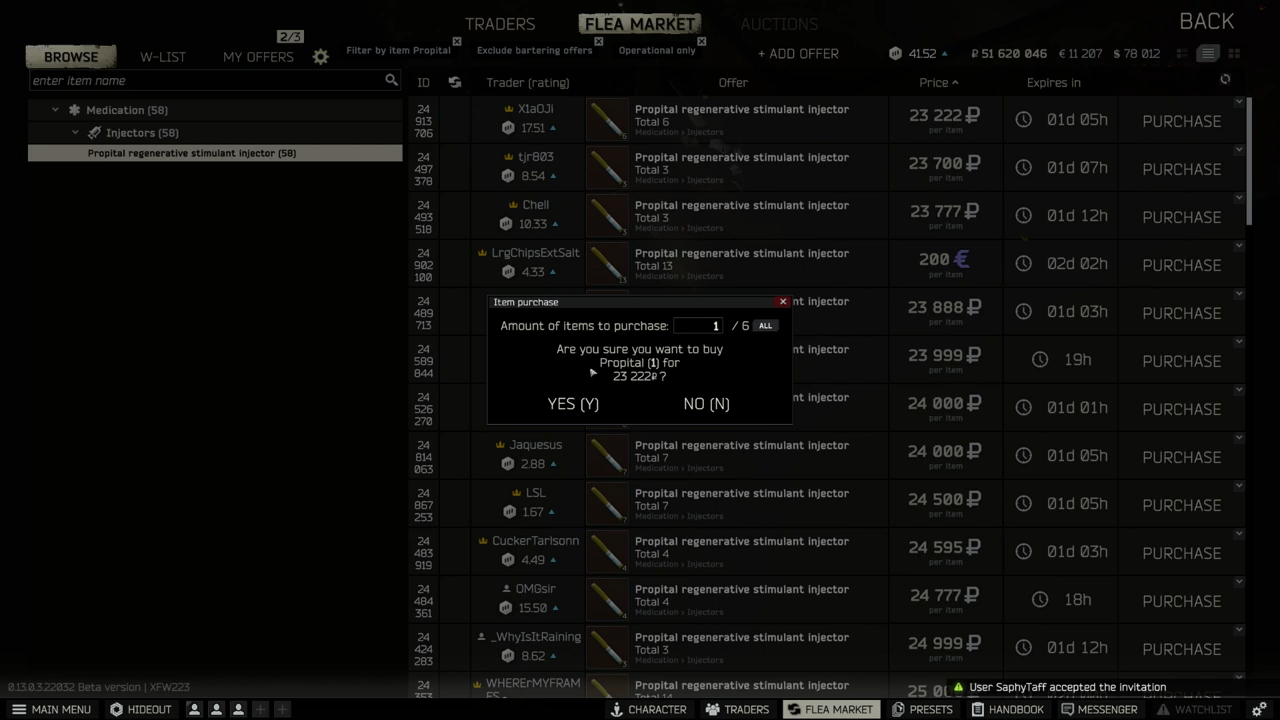 TRADERS FLEA MARKET AUCTIONS BACK
2/3
BROWSE W-LIST MY OFFERS
Filter by item Propital Exclude bartering offers Operational only
+ ADD OFFER 41.52 ₽ 51 620 046 € 11 207 $ 78 012
enter item name
ID Trader (rating) Offer Price Expires in
Medication (58)
Injectors (58)
Propital regenerative stimulant injector (58)
24 913 706
X1aOJi
17.51
6
Propital regenerative stimulant injector
Total 6
Medication > Injectors
23 222 ₽
per item
01d 05h
PURCHASE
24 497 378
tjr803
8.54
3
Propital regenerative stimulant injector
Total 3
Medication > Injectors
23 700 ₽
per item
01d 07h
PURCHASE
24 493 518
Chell
10.33
3
Propital regenerative stimulant injector
Total 3
Medication > Injectors
23 777 ₽
per item
01d 12h
PURCHASE
24 902 100
LrgChipsExtSalt
4.33
13
Propital regenerative stimulant injector
Total 13
Medication > Injectors
200 €
per item
02d 02h
PURCHASE
24 489 713
injector
23 888 ₽
per item
01d 03h
PURCHASE
24 589 844
injector
23 999 ₽
per item
19h
PURCHASE
24 526 270
injector
24 000 ₽
per item
01d 01h
PURCHASE
Item purchase
Amount of items to purchase: 1 / 6 ALL
Are you sure you want to buy
Propital (1) for
23 222₽ ?
YES (Y) NO (N)
24 814 063
Jaquesus
2.88
7
Propital regenerative stimulant injector
Total 7
Medication > Injectors
24 000 ₽
per item
01d 05h
PURCHASE
24 867 253
LSL
1.67
7
Propital regenerative stimulant injector
Total 7
Medication > Injectors
24 500 ₽
per item
01d 05h
PURCHASE
24 483 919
CuckerTarlsonn
4.49
4
Propital regenerative stimulant injector
Total 4
Medication > Injectors
24 595 ₽
per item
01d 03h
PURCHASE
24 484 361
OMGsir
15.50
4
Propital regenerative stimulant injector
Total 4
Medication > Injectors
24 777 ₽
per item
18h
PURCHASE
24 424 283
_WhyIsItRaining
8.62
3
Propital regenerative stimulant injector
Total 3
Medication > Injectors
24 999 ₽
per item
01d 12h
PURCHASE
24
WHERErMYFRAMES
Propital regenerative stimulant injector
Total 14
0.13.0.3.22032 Beta version | XFW223
User SaphyTaff accepted the invitation
MAIN MENU HIDEOUT CHARACTER TRADERS FLEA MARKET PRESETS HANDBOOK MESSENGER WATCHLIST